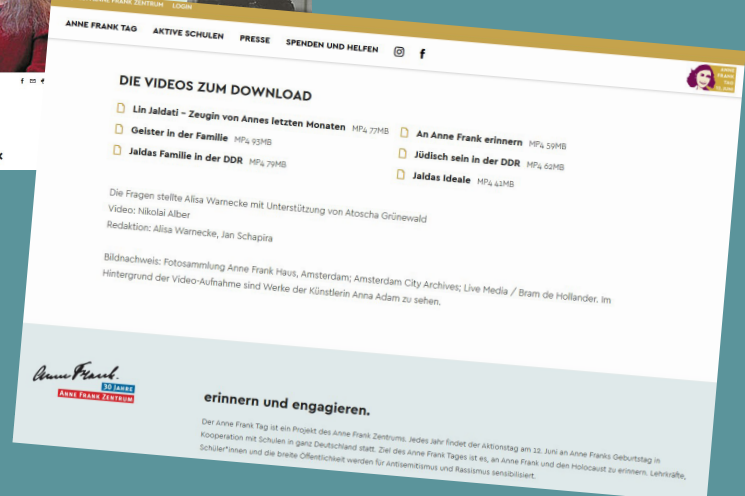 ANNE FRANK ZENTRUM LOGIN
ANNE FRANK TAG AKTIVE SCHULEN PRESSE SPENDEN UND HELFEN
ANNE
FRANK
TAG
DIE VIDEOS ZUM DOWNLOAD
Lin Jaldati – Zeugin von Annes letzten Monaten MP4 77MB
Geister in der Familie MP4 93MB
Jaldas Familie in der DDR MP4 79MB
An Anne Frank erinnern MP4 59MB
Jüdisch sein in der DDR MP4 62MB
Jaldas Ideale MP4 41MB
Die Fragen stellte Alisa Warnecke mit Unterstützung von Atoscha Grünewald
Video: Nikolai Alber
Redaktion: Alisa Warnecke, Jan Schapira
Bildnachweis: Fotosammlung Anne Frank Haus, Amsterdam; Amsterdam City Archives; Live Media / Bram de Hollander. Im
Hintergrund der Video-Aufnahme sind Werke der Künstlerin Anna Adam zu sehen.
Anne Frank.
30 JAHRE
ANNE FRANK ZENTRUM
erinnern und engagieren.
Der Anne Frank Tag ist ein Projekt des Anne Frank Zentrums. Jedes Jahr findet der Aktionstag am 12. Juni an Anne Franks Geburtstag in
Kooperation mit Schulen in ganz Deutschland statt. Ziel des Anne Frank Tages ist es, an Anne Frank und den Holocaust zu erinnern. Lehrkräfte,
Schüler*innen und die breite Öffentlichkeit werden für Antisemitismus und Rassismus sensibilisiert.